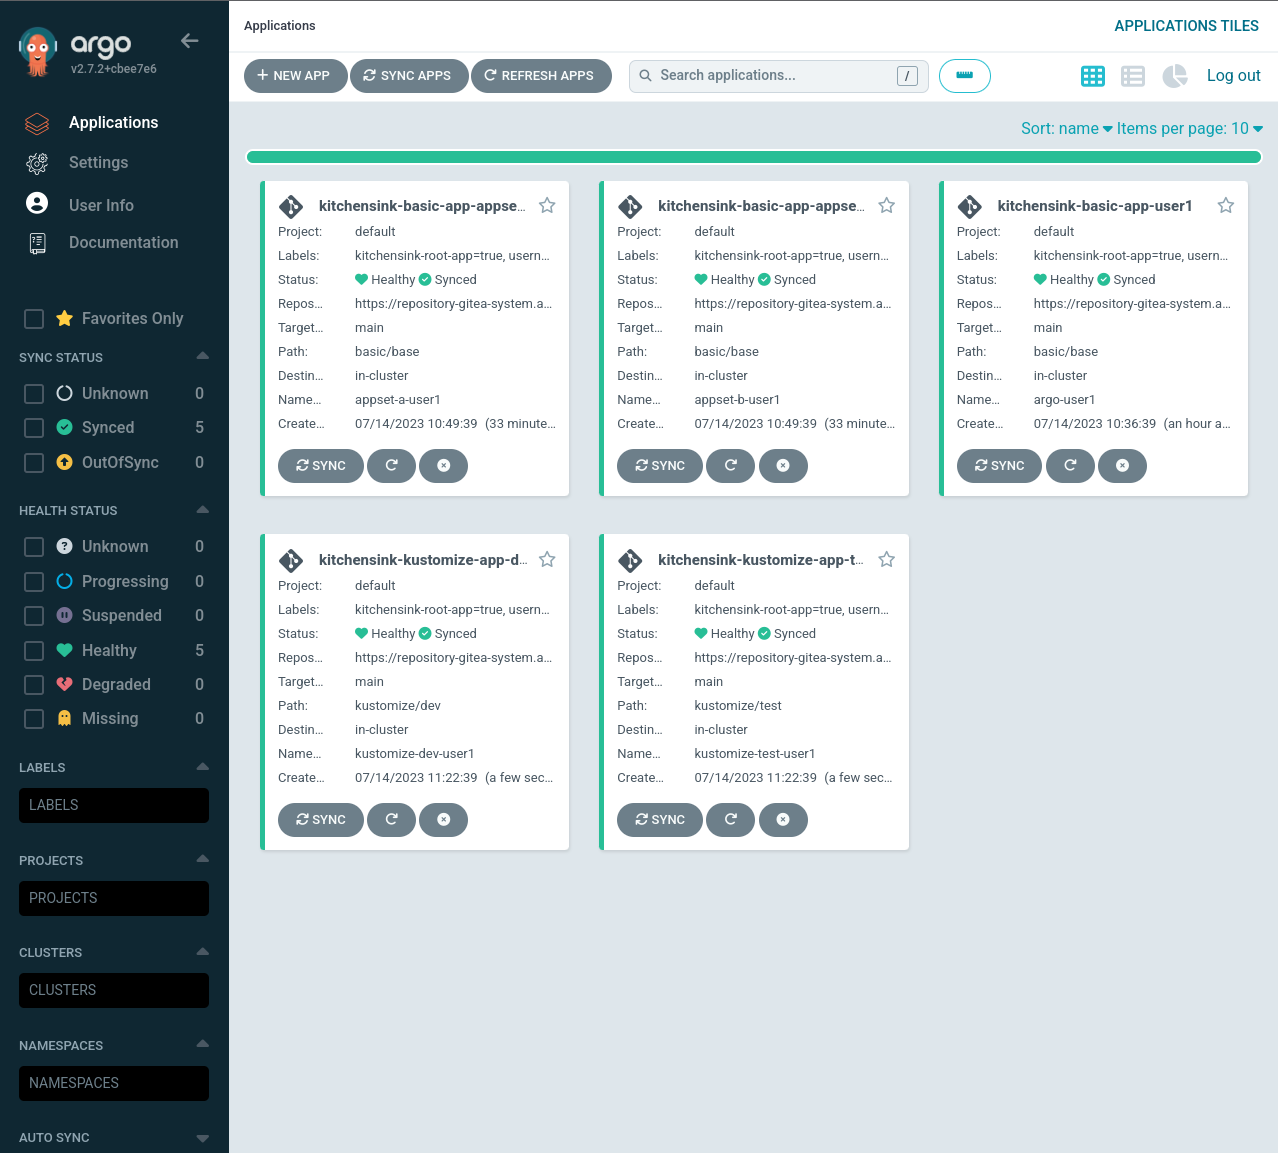 argo
v2.7.2+cbee7e6
Applications
Settings
User Info
Documentation
Favorites Only
SYNC STATUS
Unknown 0
Synced 5
OutOfSync 0
HEALTH STATUS
Unknown 0
Progressing 0
Suspended 0
Healthy 5
Degraded 0
Missing 0
LABELS
LABELS
PROJECTS
PROJECTS
CLUSTERS
CLUSTERS
NAMESPACES
NAMESPACES
AUTO SYNC
Applications APPLICATIONS TILES
NEW APP SYNC APPS REFRESH APPS Search applications... / Log out
Sort: name Items per page: 10
kitchensink-basic-app-appse...
Project: default
Labels: kitchensink-root-app=true, usern...
Status: Healthy Synced
Repos... https://repository-gitea-system.a...
Target... main
Path: basic/base
Destin... in-cluster
Name... appset-a-user1
Create... 07/14/2023 10:49:39 (33 minute...
SYNC
kitchensink-basic-app-appse...
Project: default
Labels: kitchensink-root-app=true, usern...
Status: Healthy Synced
Repos... https://repository-gitea-system.a...
Target... main
Path: basic/base
Destin... in-cluster
Name... appset-b-user1
Create... 07/14/2023 10:49:39 (33 minute...
SYNC
kitchensink-basic-app-user1
Project: default
Labels: kitchensink-root-app=true, usern...
Status: Healthy Synced
Repos... https://repository-gitea-system.a...
Target... main
Path: basic/base
Destin... in-cluster
Name... argo-user1
Create... 07/14/2023 10:36:39 (an hour a...
SYNC
kitchensink-kustomize-app-d...
Project: default
Labels: kitchensink-root-app=true, usern...
Status: Healthy Synced
Repos... https://repository-gitea-system.a...
Target... main
Path: kustomize/dev
Destin... in-cluster
Name... kustomize-dev-user1
Create... 07/14/2023 11:22:39 (a few sec...
SYNC
kitchensink-kustomize-app-t...
Project: default
Labels: kitchensink-root-app=true, usern...
Status: Healthy Synced
Repos... https://repository-gitea-system.a...
Target... main
Path: kustomize/test
Destin... in-cluster
Name... kustomize-test-user1
Create... 07/14/2023 11:22:39 (a few sec...
SYNC